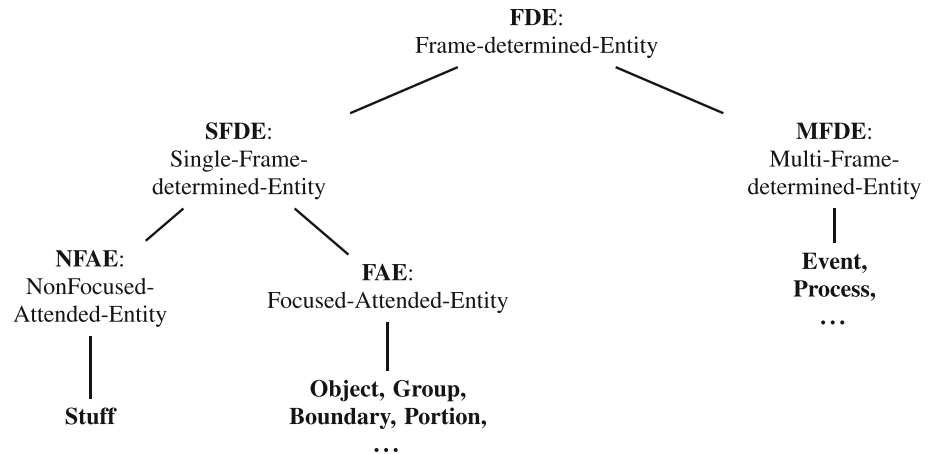 FDE:
Frame-determined-Entity
SFDE:
Single-Frame-
determined-Entity
MFDE:
Multi-Frame-
determined-Entity
NFAE:
NonFocused-
Attended-Entity
FAE:
Focused-Attended-Entity
Event,
Process,
...
Stuff
Object, Group,
Boundary, Portion,
...